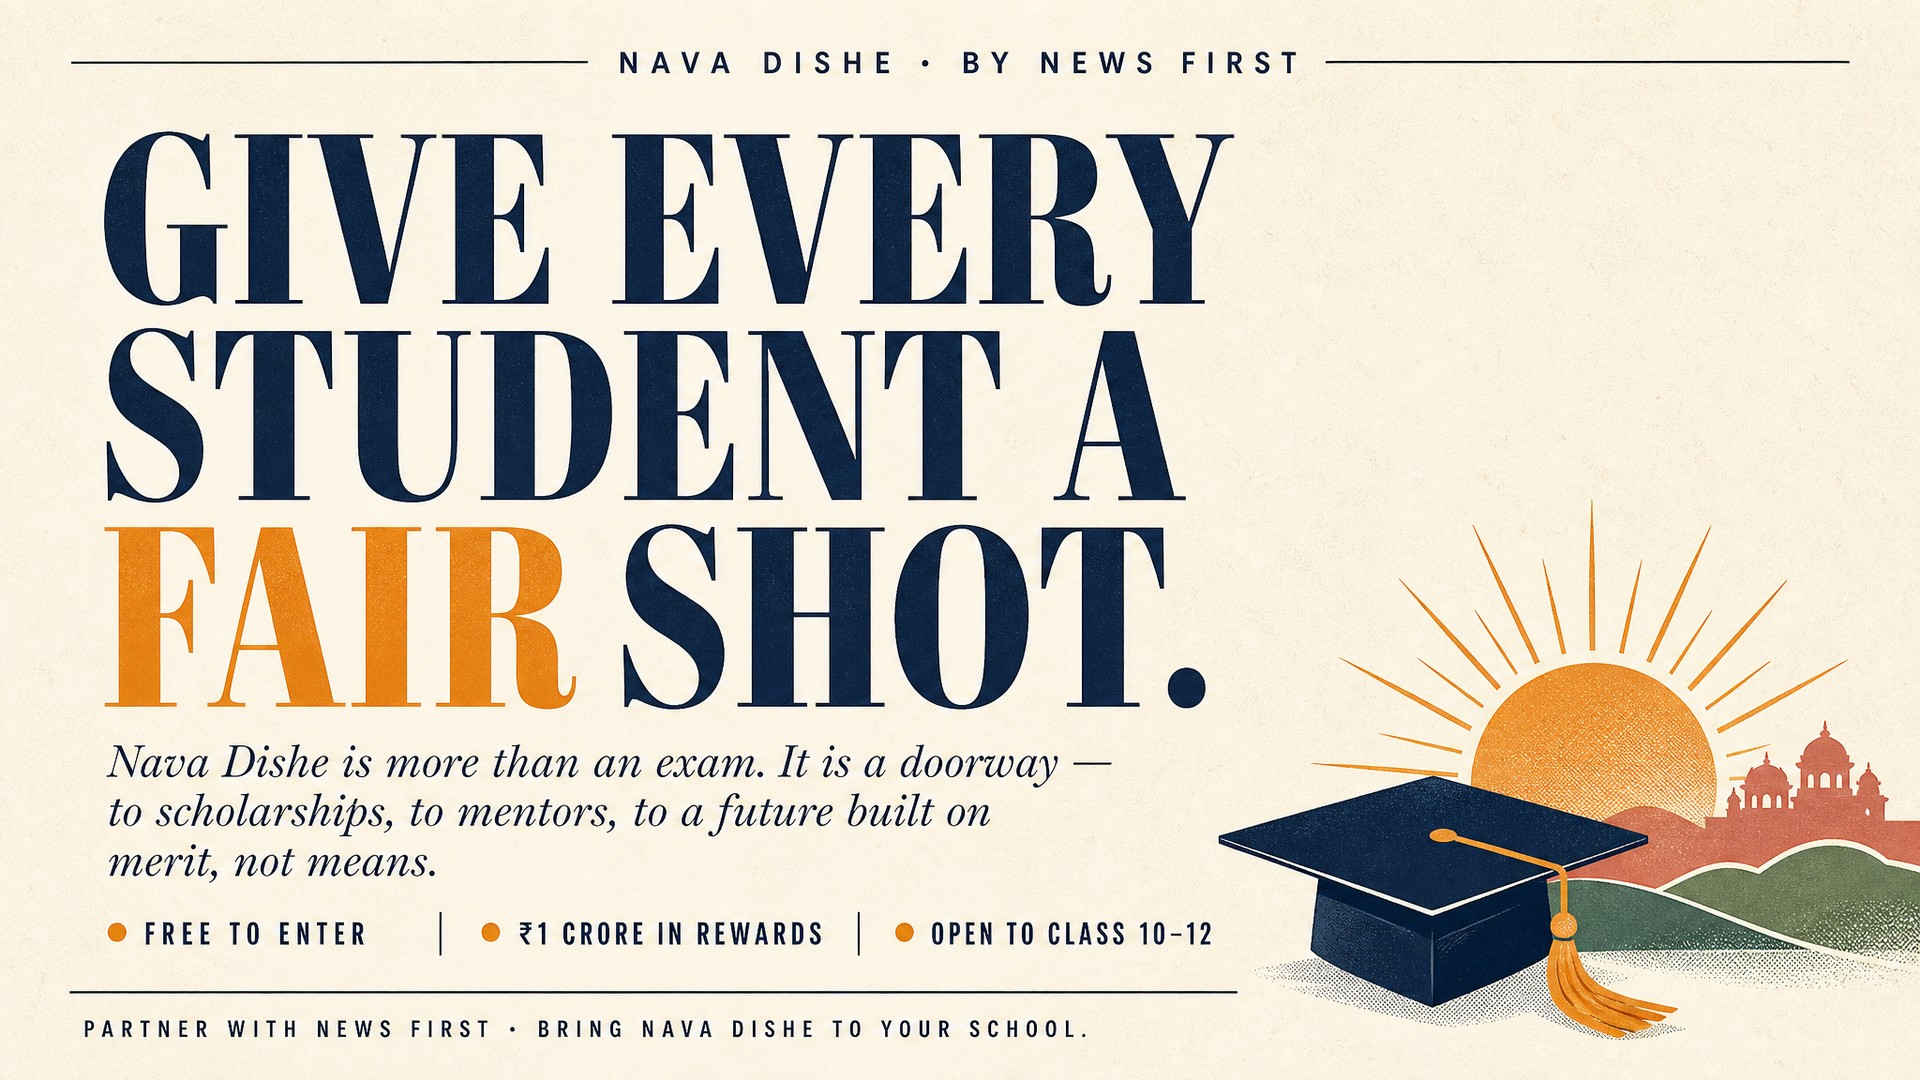 NAVA DISHE • BY NEWS FIRST
GIVE EVERY
STUDENT A
FAIR SHOT.
Nava Dishe is more than an exam. It is a doorway —
to scholarships, to mentors, to a future built on
merit, not means.
• FREE TO ENTER | • ₹1 CRORE IN REWARDS | • OPEN TO CLASS 10–12
PARTNER WITH NEWS FIRST • BRING NAVA DISHE TO YOUR SCHOOL.